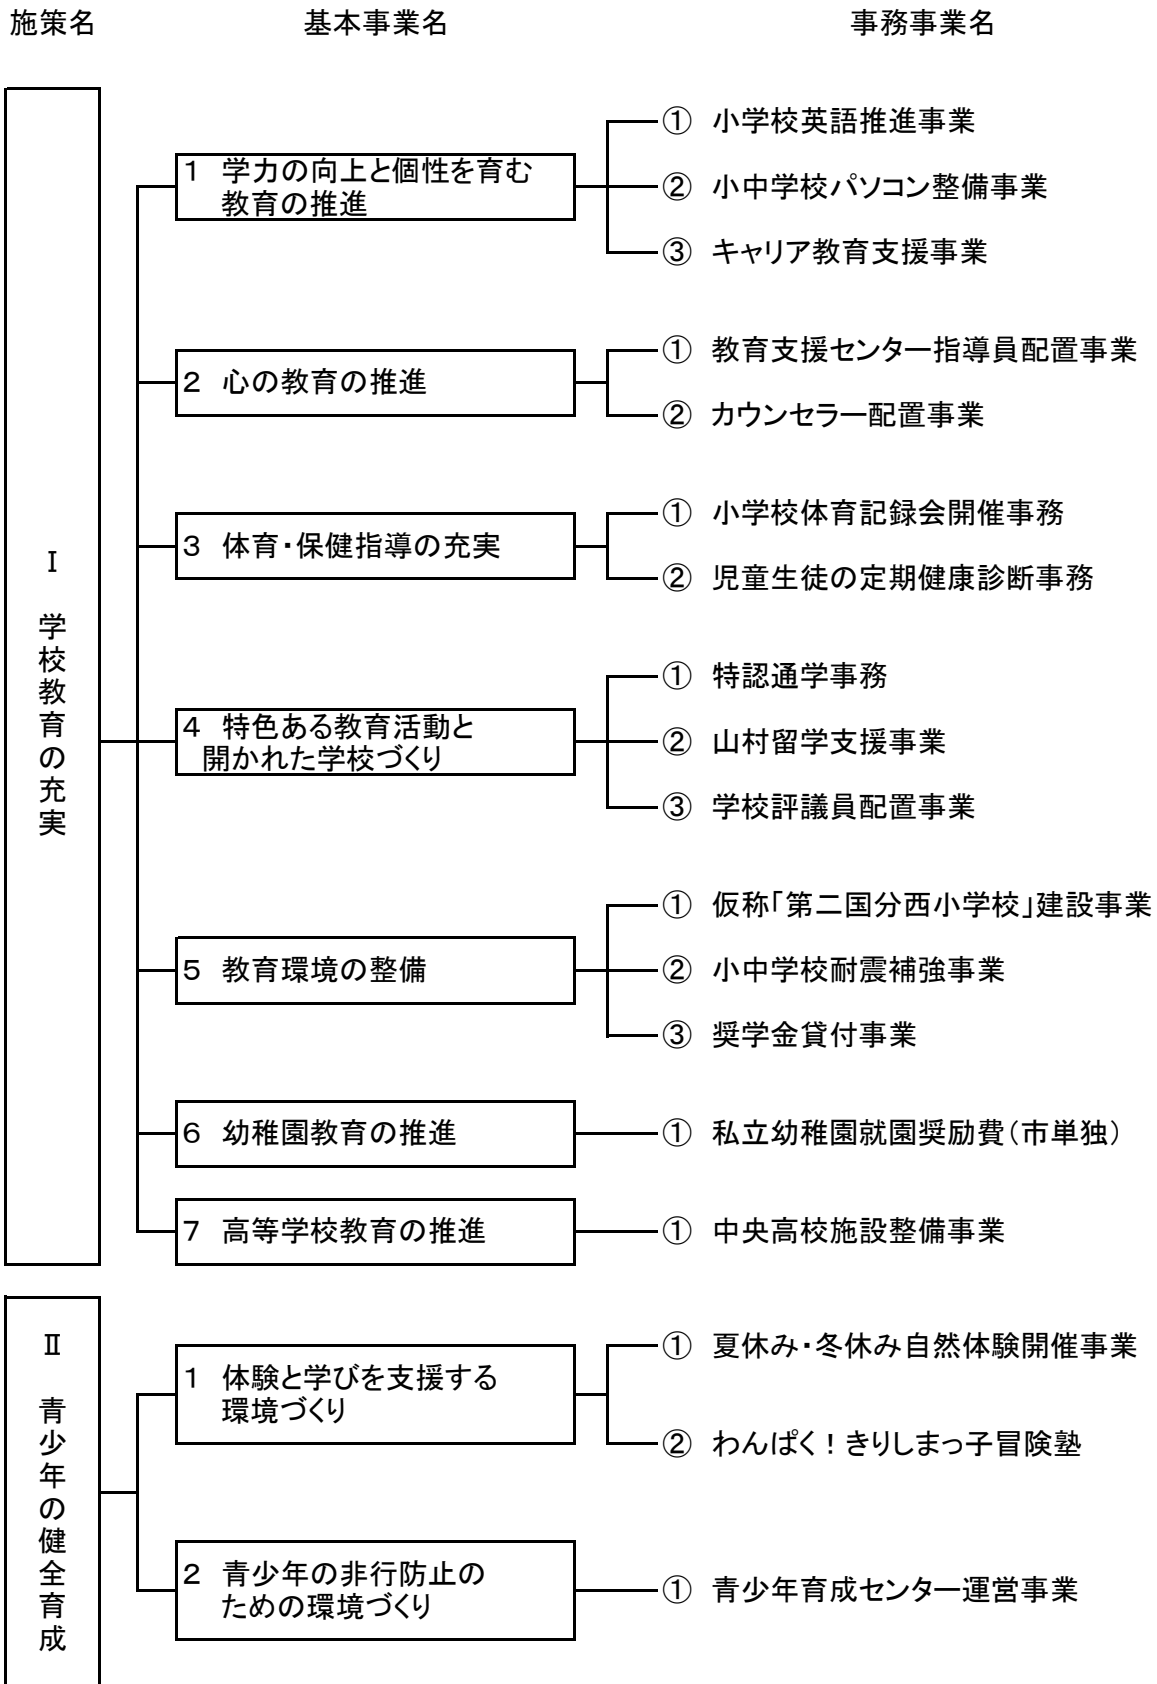 施策名 基本事業名 事務事業名
Ⅰ 学校教育の充実
1 学力の向上と個性を育む
教育の推進
① 小学校英語推進事業
② 小中学校パソコン整備事業
③ キャリア教育支援事業
2 心の教育の推進
① 教育支援センター指導員配置事業
② カウンセラー配置事業
3 体育・保健指導の充実
① 小学校体育記録会開催事務
② 児童生徒の定期健康診断事務
4 特色ある教育活動と
開かれた学校づくり
① 特認通学事務
② 山村留学支援事業
③ 学校評議員配置事業
5 教育環境の整備
① 仮称「第二国分西小学校」建設事業
② 小中学校耐震補強事業
③ 奨学金貸付事業
6 幼稚園教育の推進
① 私立幼稚園就園奨励費(市単独)
7 高等学校教育の推進
① 中央高校施設整備事業
Ⅱ 青少年の健全育成
1 体験と学びを支援する
環境づくり
① 夏休み・冬休み自然体験開催事業
② わんぱく!きりしまっ子冒険塾
2 青少年の非行防止の
ための環境づくり
① 青少年育成センター運営事業